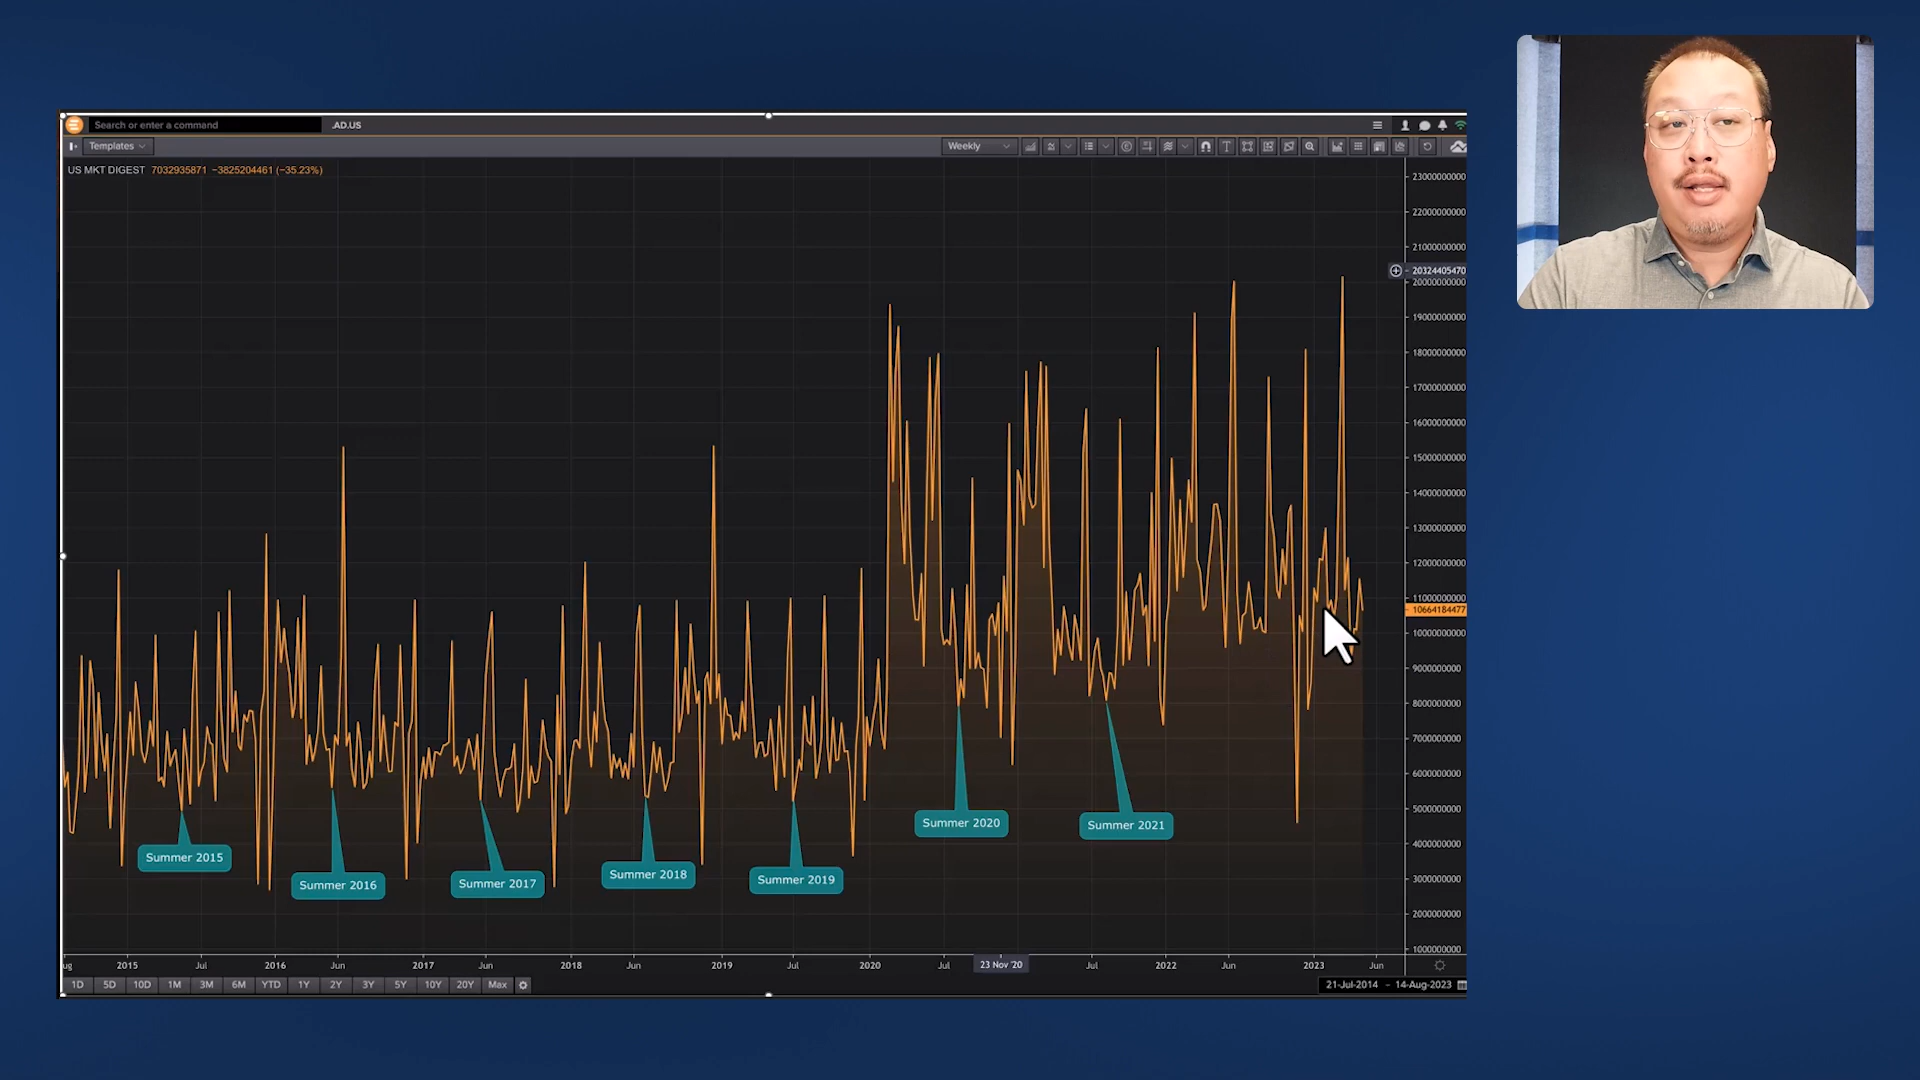 Search or enter a command .AD.US
Templates Weekly
US MKT DIGEST 7032935871 −3825204461 (−35.23%)
23000000000
22000000000
21000000000
20324405470
20000000000
19000000000
18000000000
17000000000
16000000000
15000000000
14000000000
13000000000
12000000000
11000000000
10664184477
10000000000
9000000000
8000000000
7000000000
6000000000
5000000000
4000000000
3000000000
2000000000
1000000000
Summer 2015
Summer 2016
Summer 2017
Summer 2018
Summer 2019
Summer 2020
Summer 2021
ug 2015 Jul 2016 Jun 2017 Jun 2018 Jun 2019 Jul 2020 Jul 23 Nov '20 Jul 2022 Jun 2023 Jun
1D 5D 10D 1M 3M 6M YTD 1Y 2Y 3Y 5Y 10Y 20Y Max 21-Jul-2014 - 14-Aug-2023